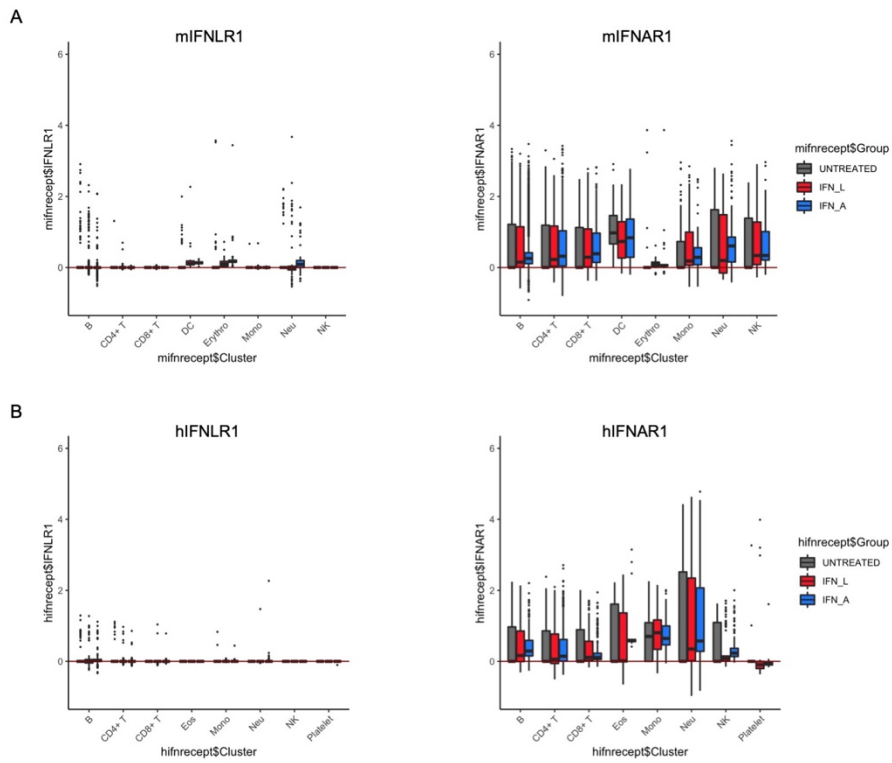 A
mIFNLR1
mifnrecept$IFNLR1
6
4
2
0
B
CD4+ T
CD8+ T
DC
Erythro
Mono
Neu
NK
mifnrecept$Cluster
mIFNAR1
mifnrecept$IFNAR1
6
4
2
0
B
CD4+ T
CD8+ T
DC
Erythro
Mono
Neu
NK
mifnrecept$Cluster
mifnrecept$Group
UNTREATED
IFN_L
IFN_A
B
hIFNLR1
hifnrecept$IFNLR1
6
4
2
0
B
CD4+ T
CD8+ T
Eos
Mono
Neu
NK
Platelet
hifnrecept$Cluster
hIFNAR1
hifnrecept$IFNAR1
6
4
2
0
B
CD4+ T
CD8+ T
Eos
Mono
Neu
NK
Platelet
hifnrecept$Cluster
hifnrecept$Group
UNTREATED
IFN_L
IFN_A